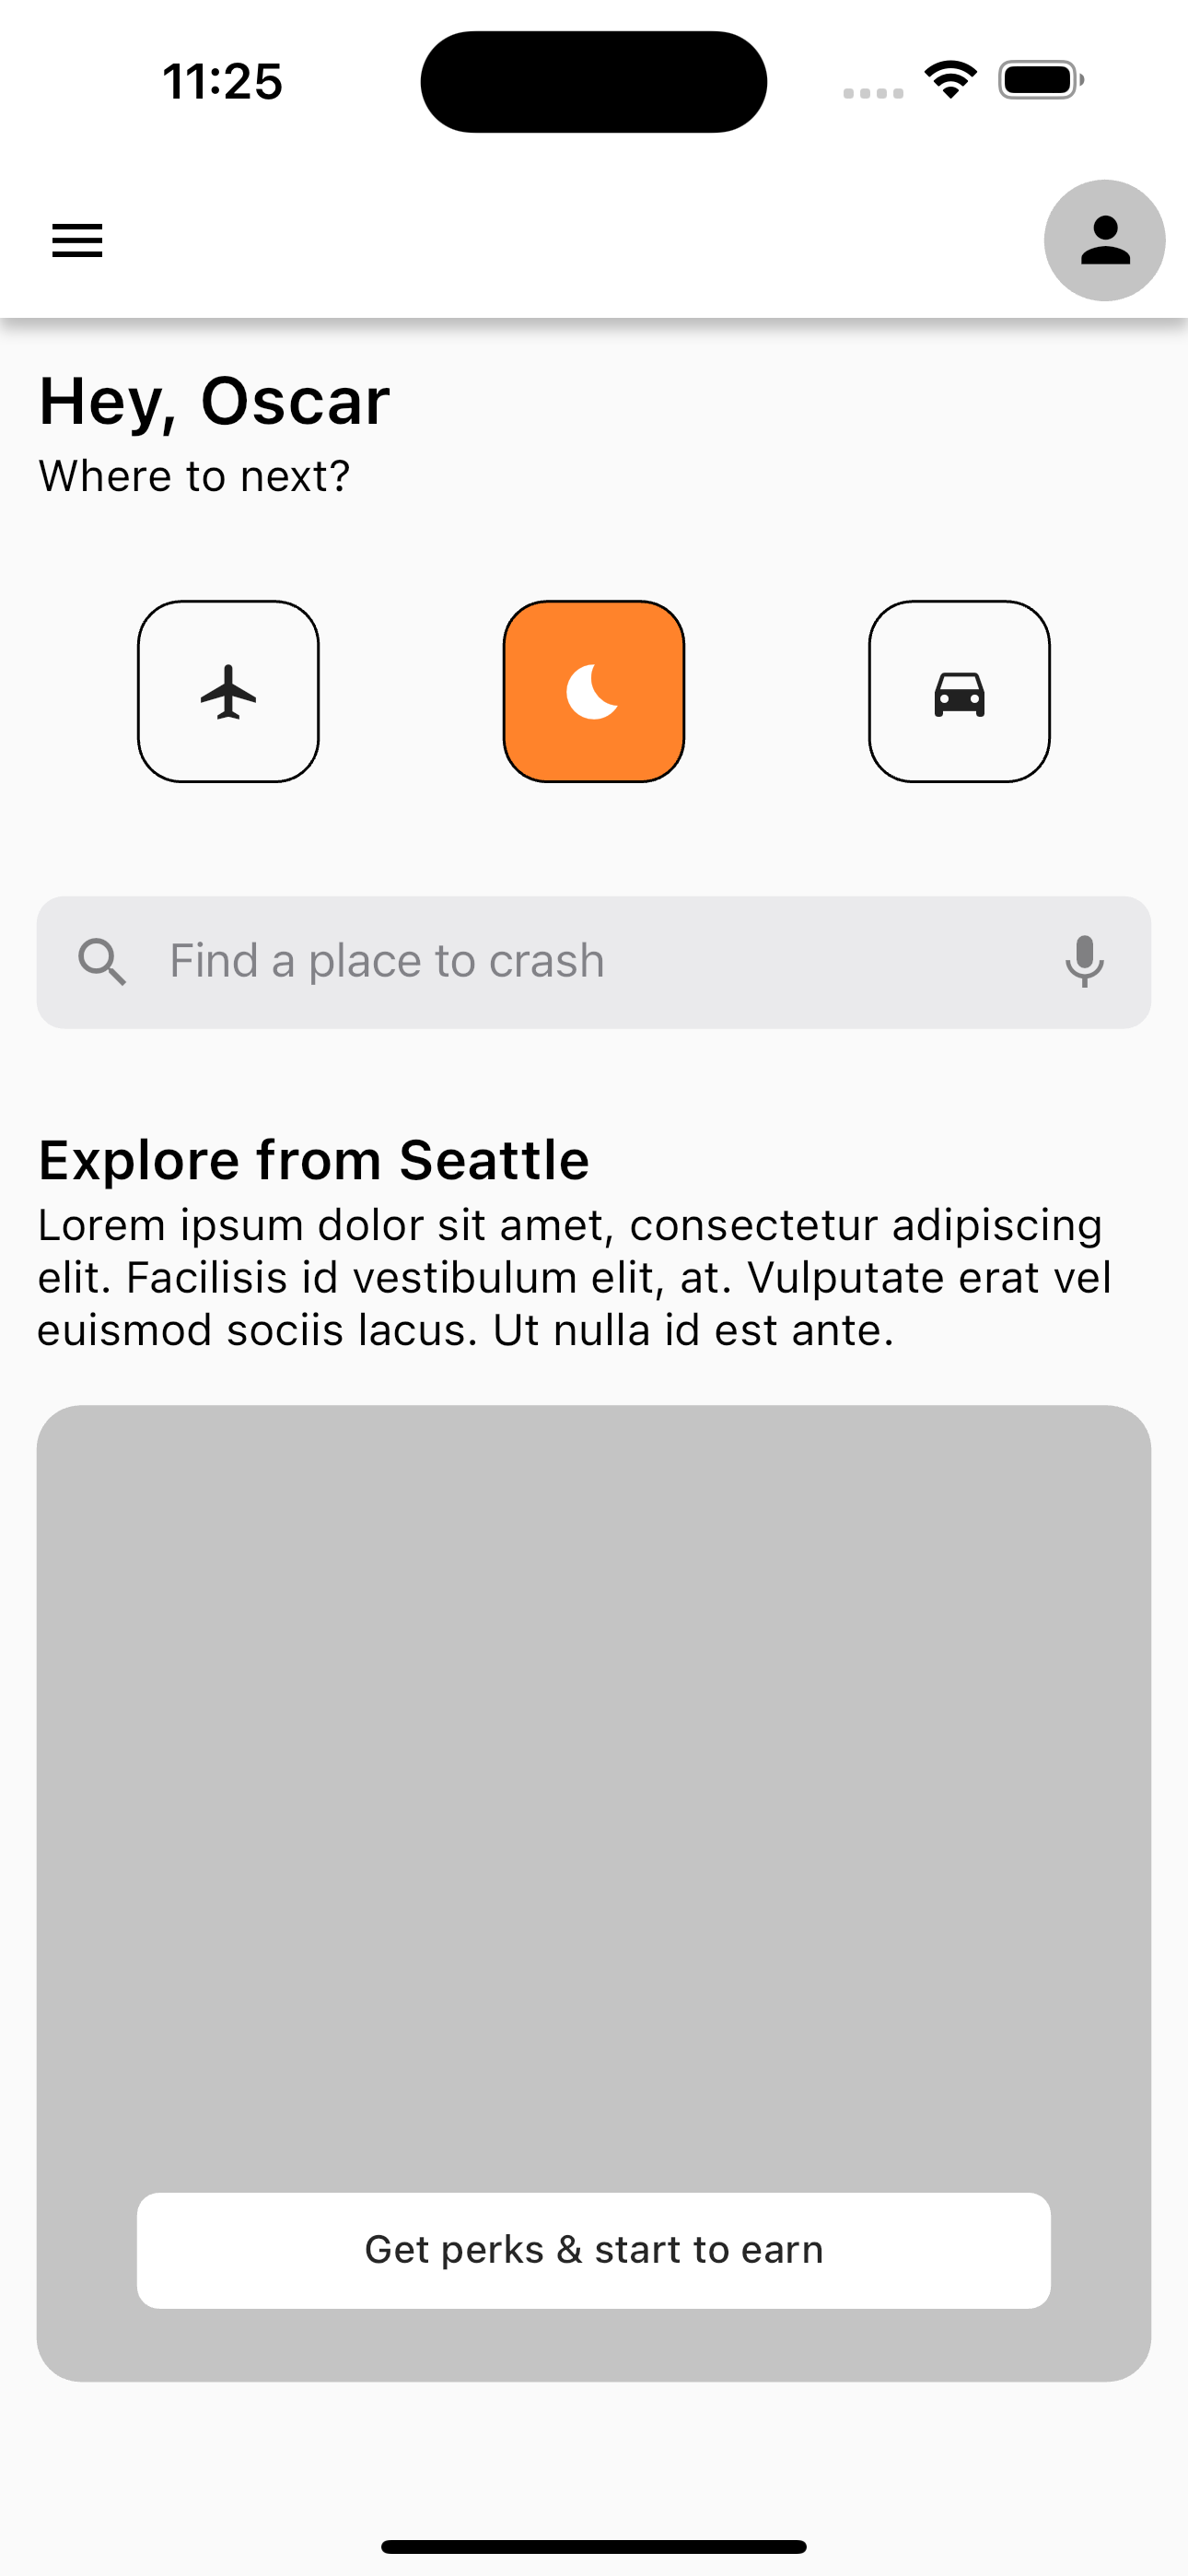 11:25
Hey, Oscar
Where to next?
Find a place to crash
Explore from Seattle
Lorem ipsum dolor sit amet, consectetur adipiscing
elit. Facilisis id vestibulum elit, at. Vulputate erat vel
euismod sociis lacus. Ut nulla id est ante.
Get perks & start to earn